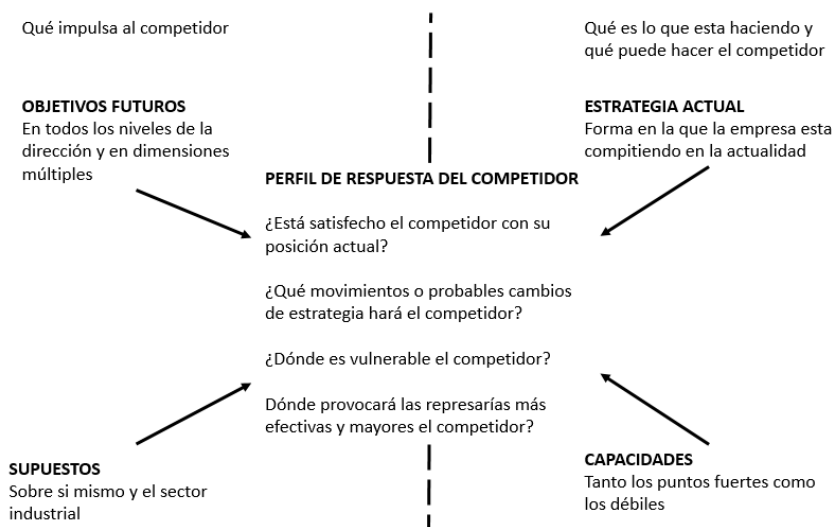 Qué impulsa al competidor
Qué es lo que esta haciendo y
qué puede hacer el competidor
OBJETIVOS FUTUROS
En todos los niveles de la
dirección y en dimensiones
múltiples
ESTRATEGIA ACTUAL
Forma en la que la empresa esta
compitiendo en la actualidad
PERFIL DE RESPUESTA DEL COMPETIDOR
¿Está satisfecho el competidor con su
posición actual?
¿Qué movimientos o probables cambios
de estrategia hará el competidor?
¿Dónde es vulnerable el competidor?
Dónde provocará las represarías más
efectivas y mayores el competidor?
SUPUESTOS
Sobre si mismo y el sector
industrial
CAPACIDADES
Tanto los puntos fuertes como
los débiles